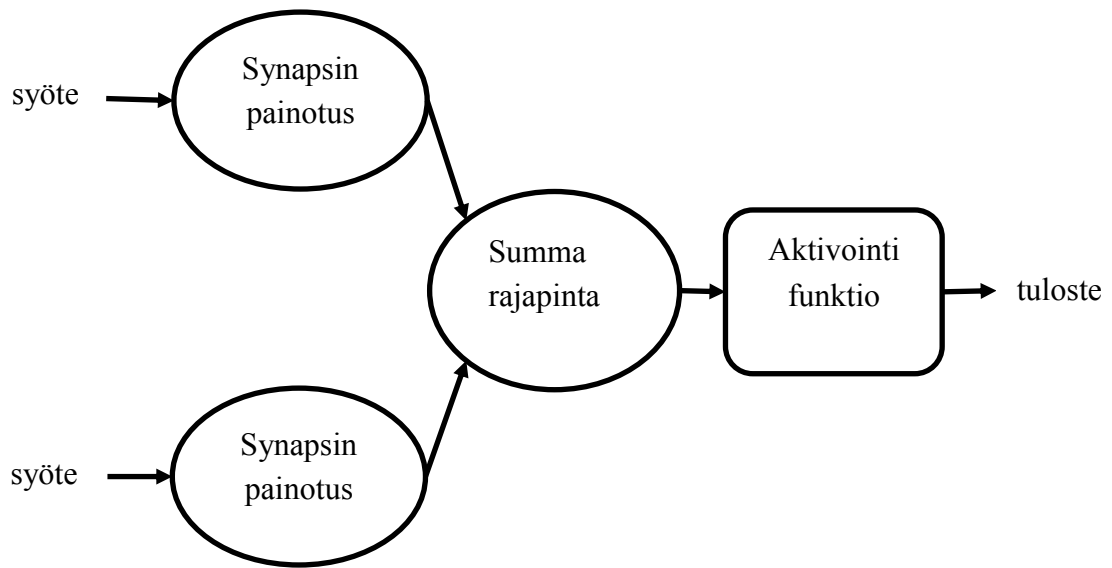 syöte
Synapsin
painotus
Summa
rajapinta
Aktivointi
funktio
tuloste
syöte
Synapsin
painotus